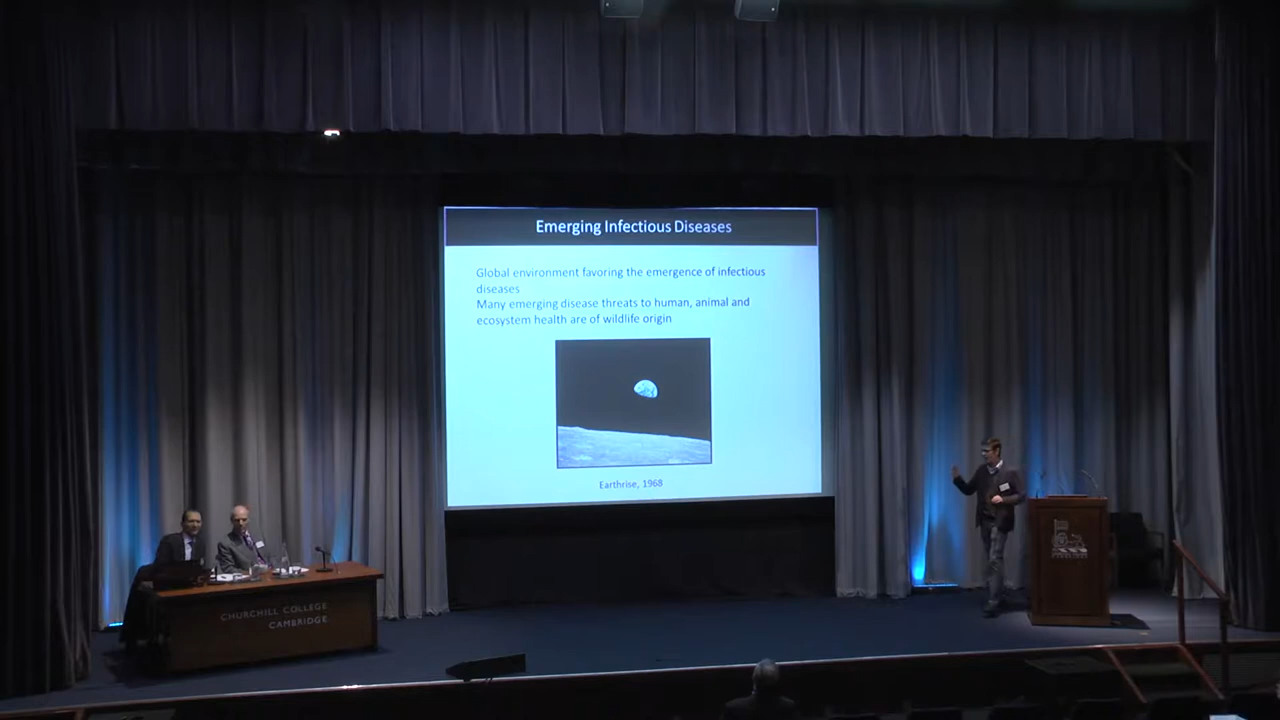 Emerging Infectious Diseases
Global environment favoring the emergence of infectious
diseases
Many emerging disease threats to human, animal and
ecosystem health are of wildlife origin
Earthrise, 1968
CHURCHILL COLLEGE
CAMBRIDGE